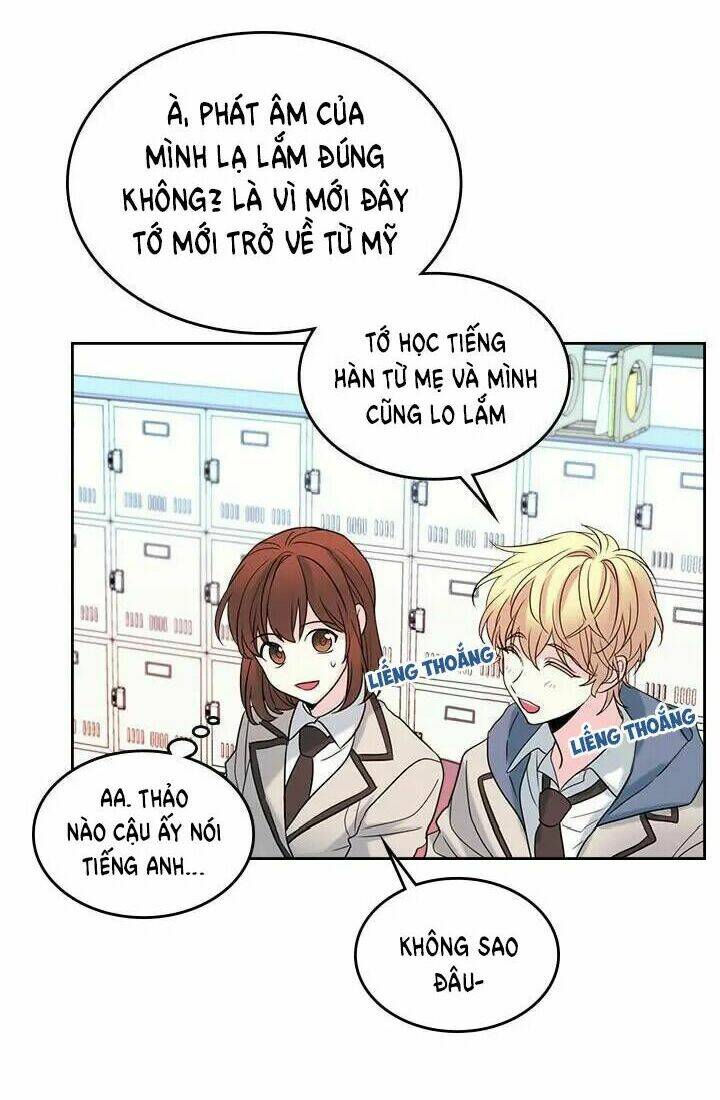 À, PHÁT ÂM CỦA
MÌNH LẠ LẮM ĐÚNG
KHÔNG? LÀ VÌ MỚI ĐÂY
TỚ MỚI TRỞ VỀ TỪ MỸ
TỚ HỌC TIẾNG
HÀN TỪ MẸ VÀ MÌNH
CŨNG LO LẮM
LIẾNG THOẮNG
LIẾNG THOẮNG
AA. THẢO
NÀO CẬU ẤY NÓI
TIẾNG ANH...
KHÔNG SAO
ĐÂU-